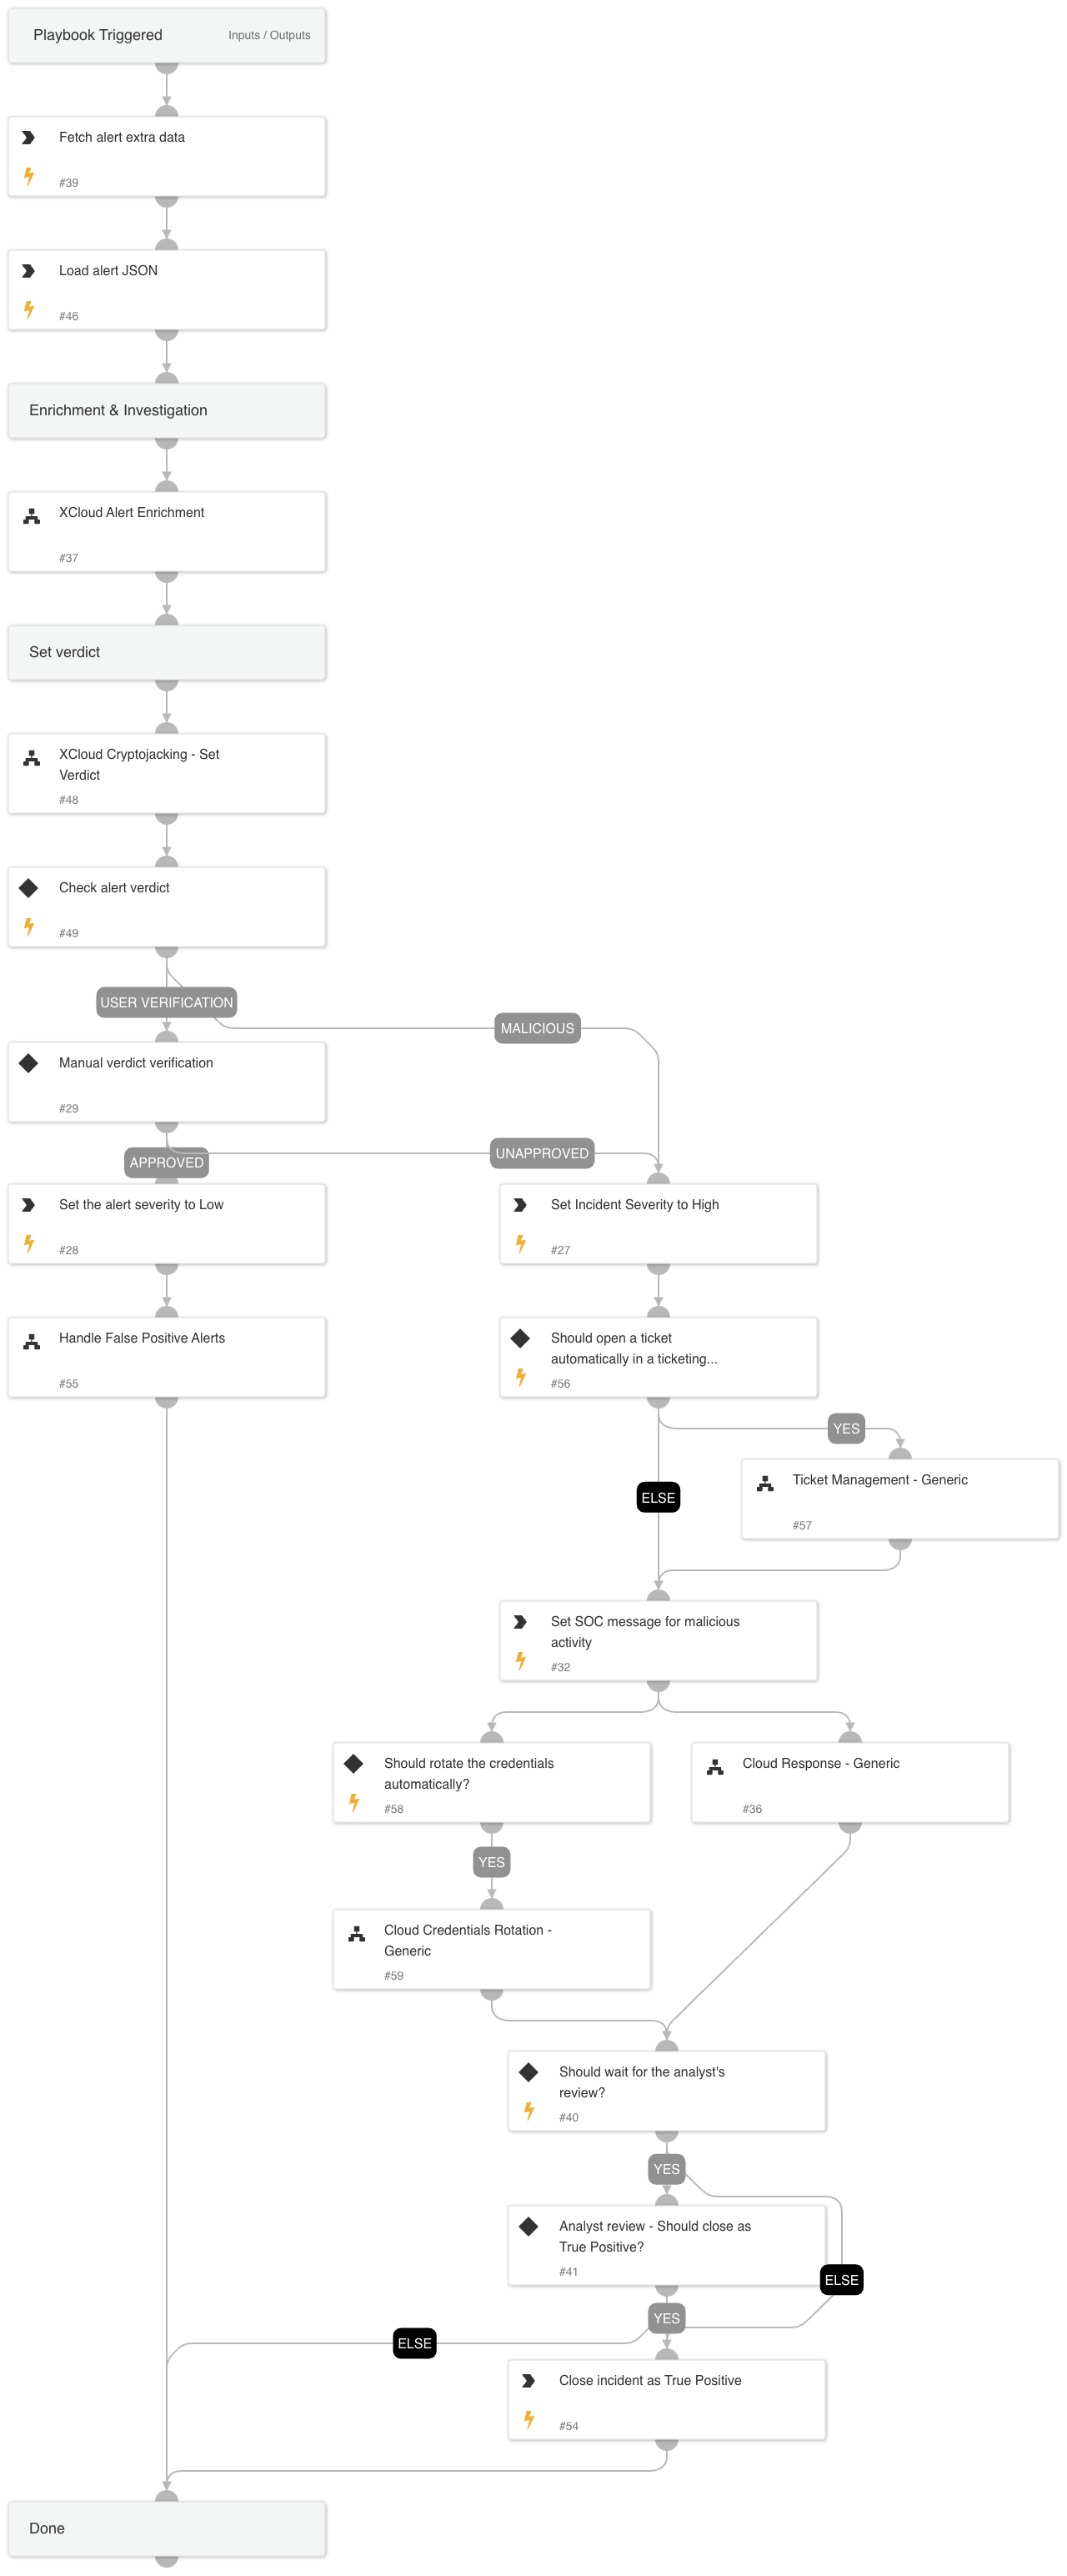 Playbook Triggered
Inputs / Outputs
Fetch alert extra data
#39
Load alert JSON
#46
Enrichment & Investigation
XCloud Alert Enrichment
#37
Set verdict
XCloud Cryptojacking - Set
Verdict
#48
Check alert verdict
#49
USER VERIFICATION
MALICIOUS
Manual verdict verification
#29
UNAPPROVED
APPROVED
Set the alert severity to Low
#28
Set Incident Severity to High
#27
Handle False Positive Alerts
#55
Should open a ticket
automatically in a ticketing...
#56
YES
Ticket Management - Generic
#57
ELSE
Set SOC message for malicious
activity
#32
Should rotate the credentials
automatically?
#58
Cloud Response - Generic
#36
YES
Cloud Credentials Rotation -
Generic
#59
Should wait for the analyst's
review?
#40
YES
Analyst review - Should close as
True Positive?
#41
ELSE
YES
ELSE
Close incident as True Positive
#54
Done